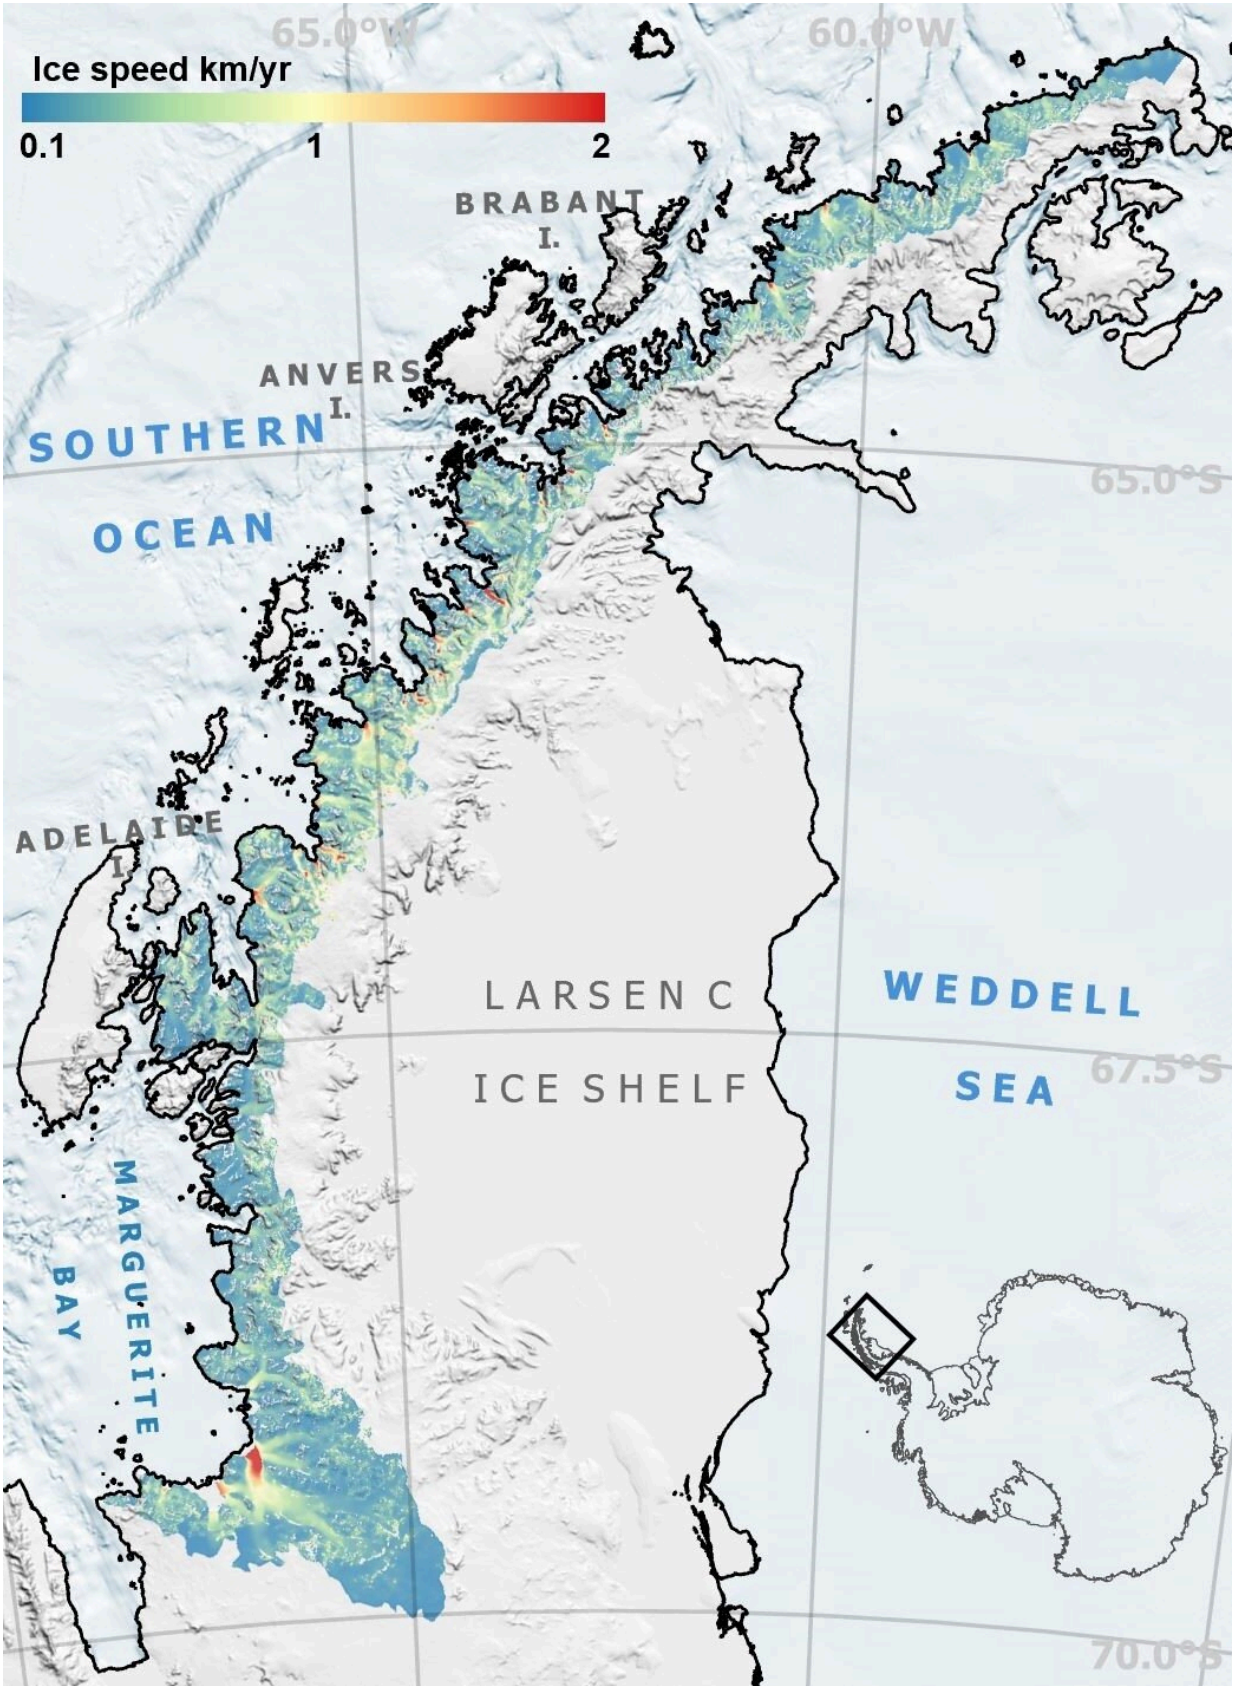 65.0°W
60.0°W
Ice speed km/yr
0.1 1 2
BRABANT
I.
ANVERS
I.
SOUTHERN
OCEAN
65.0°S
ADELAIDE
I.
LARSEN C
ICE SHELF
WEDDELL
SEA
67.5°S
MARGUERITE
BAY
70.0°S